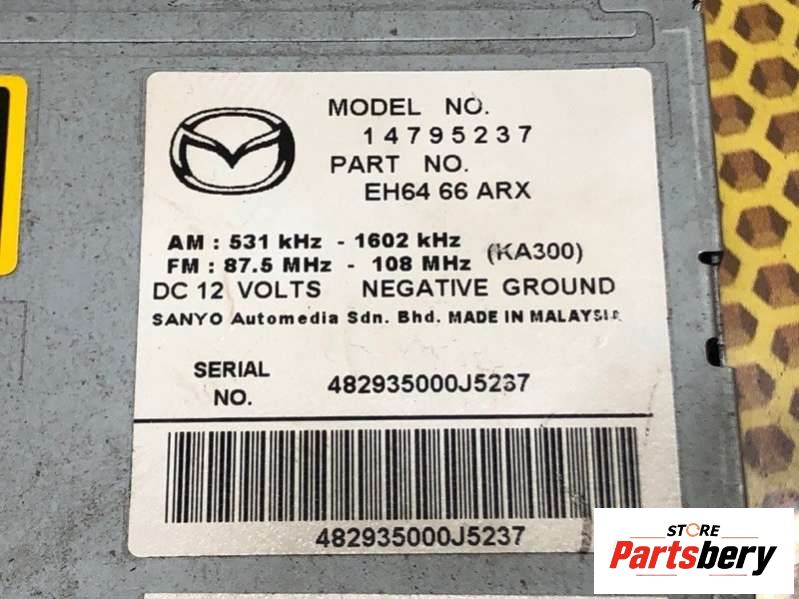 MODEL NO.
14795237
PART NO.
EH64 66 ARX
AM : 531 kHz - 1602 kHz
(KA300)
FM : 87.5 MHz - 108 MHz
DC 12 VOLTS NEGATIVE GROUND
SANYO Automedia Sdn. Bhd. MADE IN MALAYSIA
SERIAL
NO.
482935000J5237
482935000J5237
STORE
Partsbery